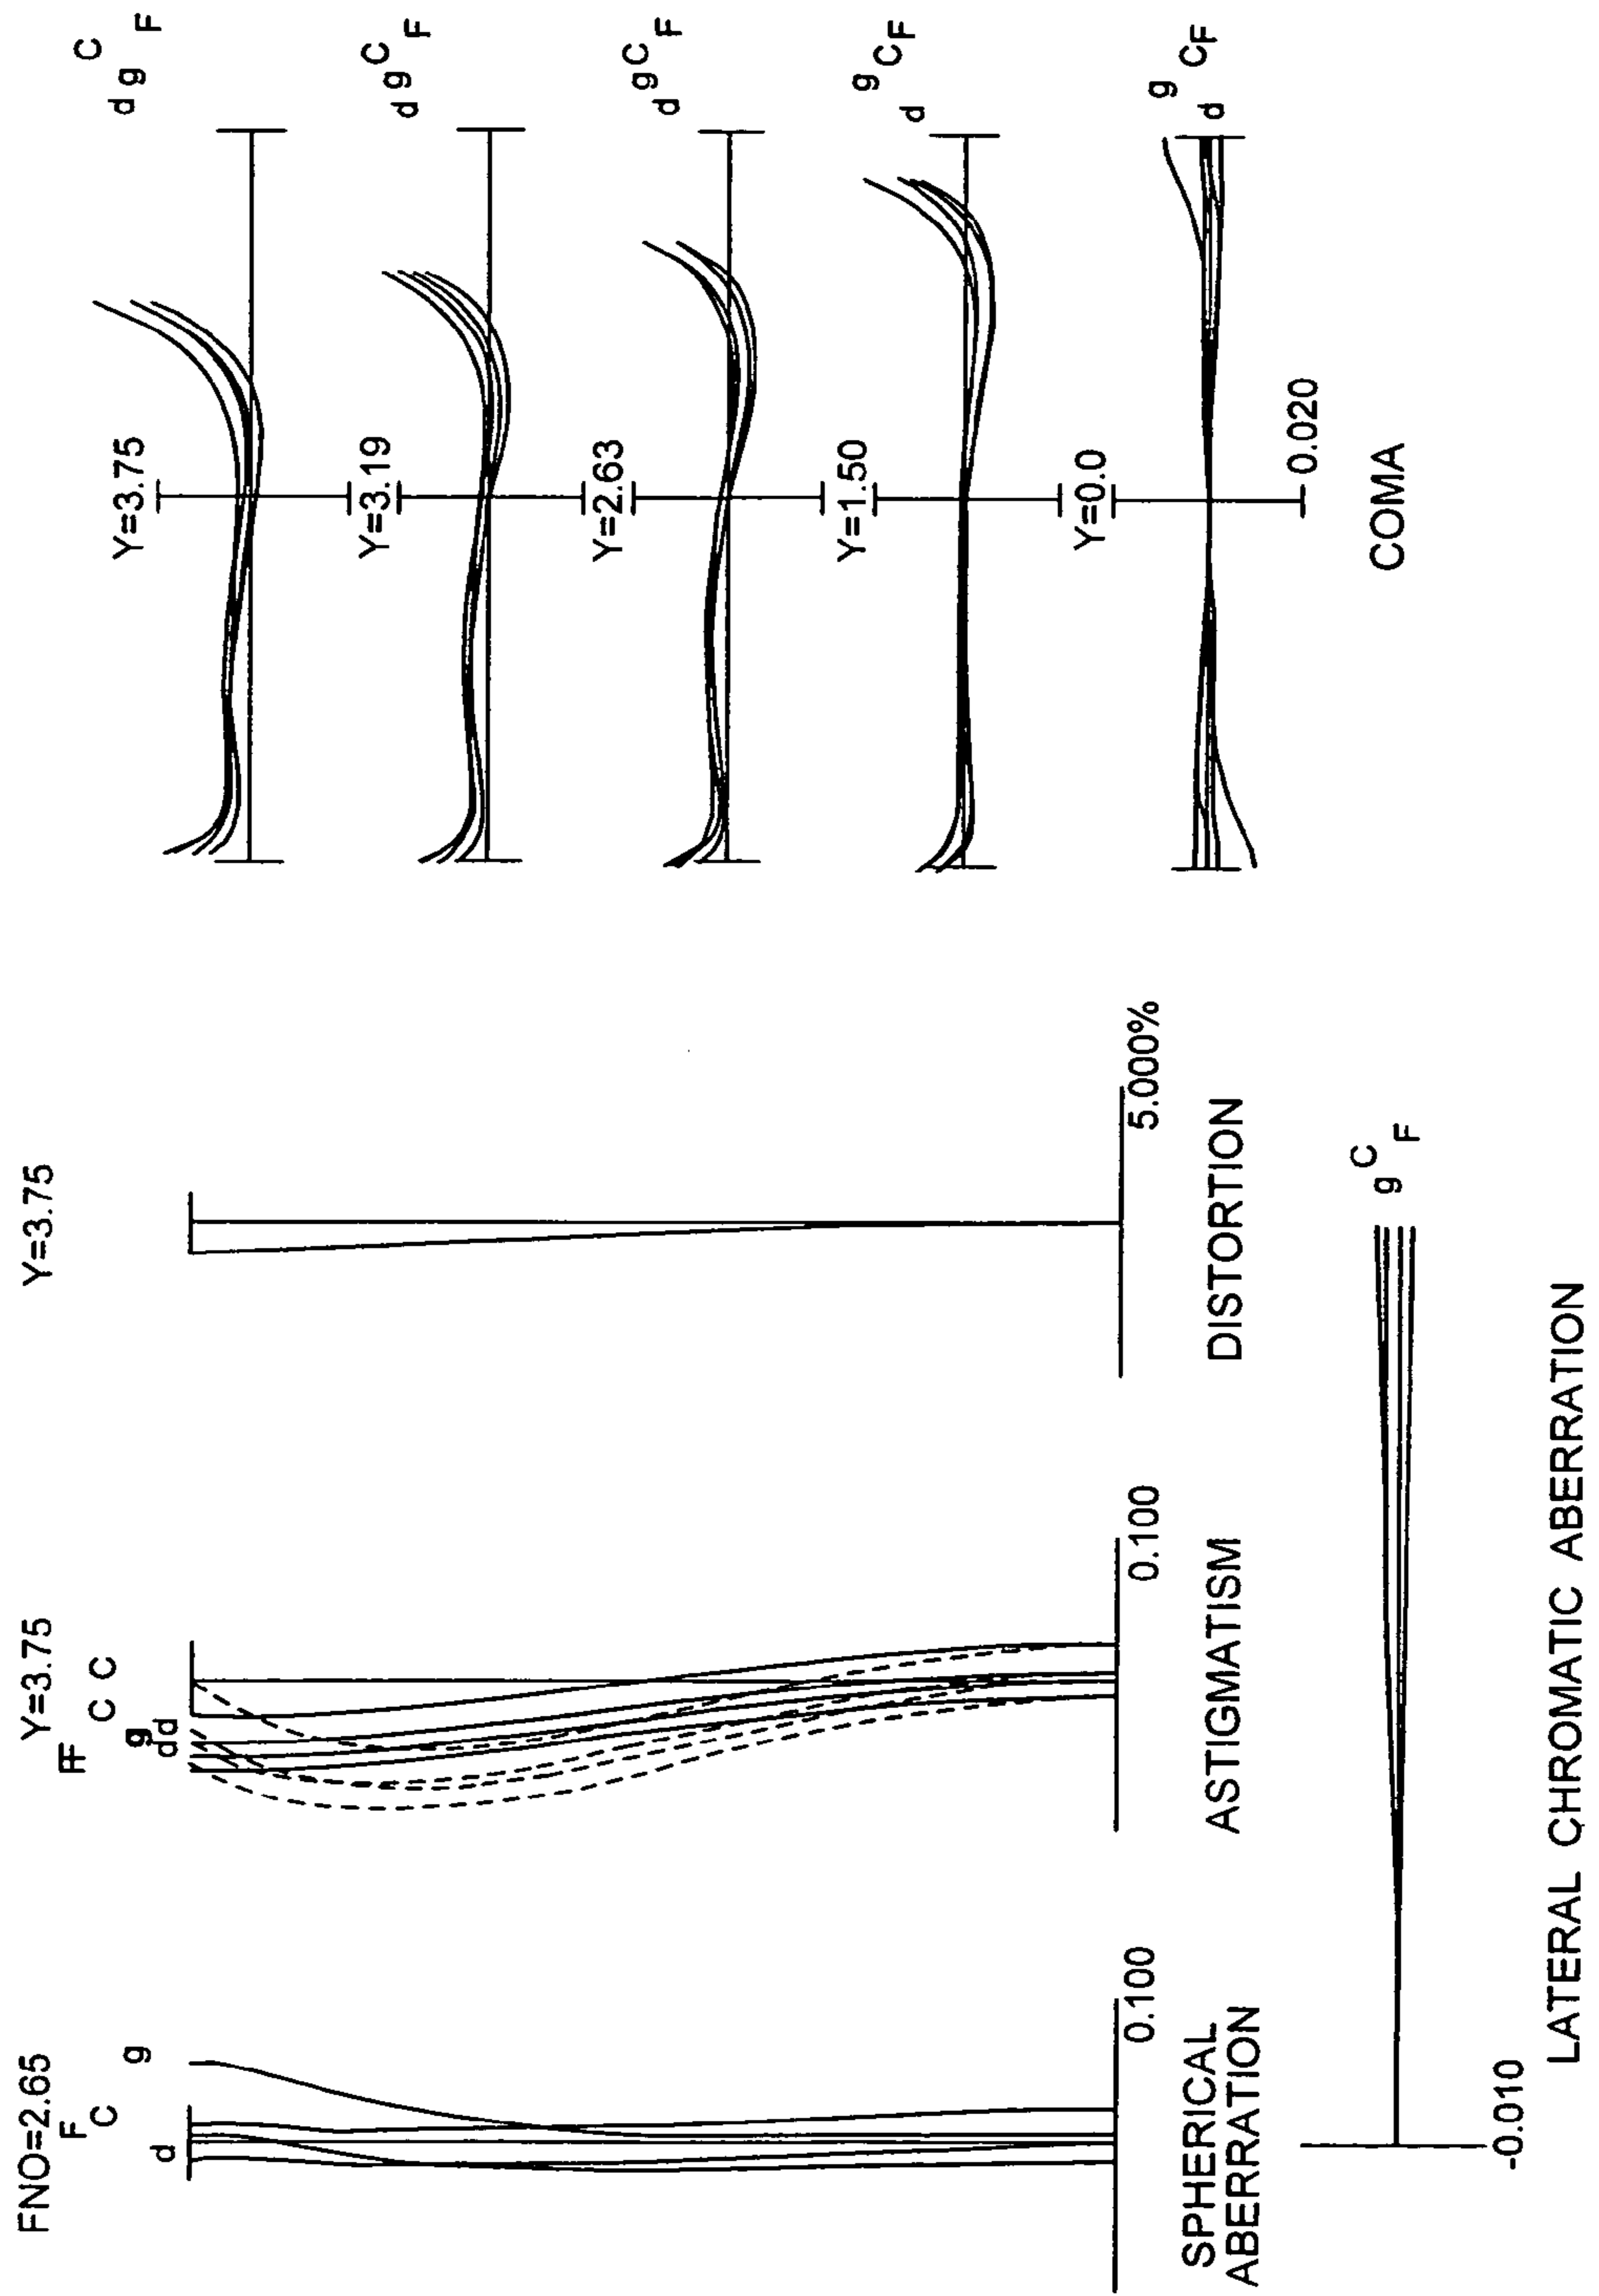 FNO=2.65
F
C
d
g
0.100
SPHERICAL
ABERRATION
Y=3.75
FF
C C
g
dd
0.100
ASTIGMATISM
Y=3.75
5.000%
DISTORTION
Y=3.75
d g C F
Y=3.19
d g C F
Y=2.63
d g C F
Y=1.50
d g C F
Y=0.0
d g C F
0.020
COMA
-0.010
g C F
LATERAL CHROMATIC ABERRATION